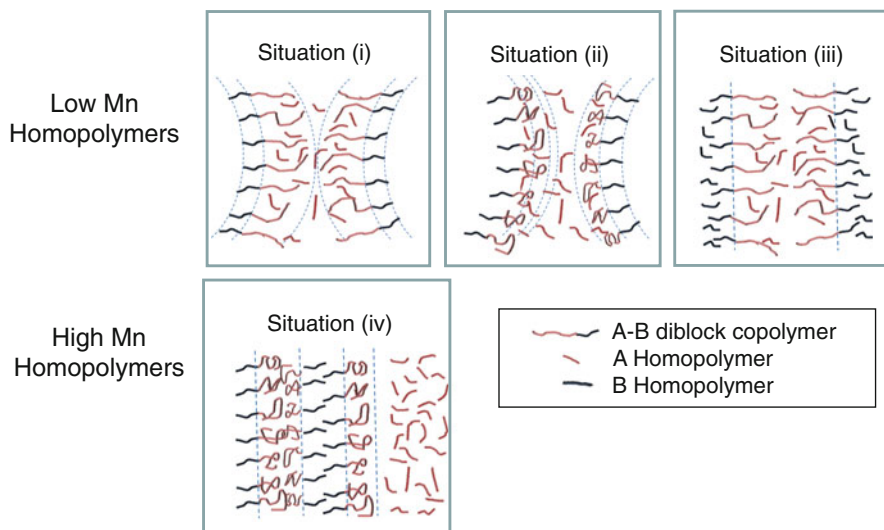 Situation (i)
Situation (ii)
Situation (iii)
Low Mn
Homopolymers
Situation (iv)
High Mn
Homopolymers
A-B diblock copolymer
A Homopolymer
B Homopolymer